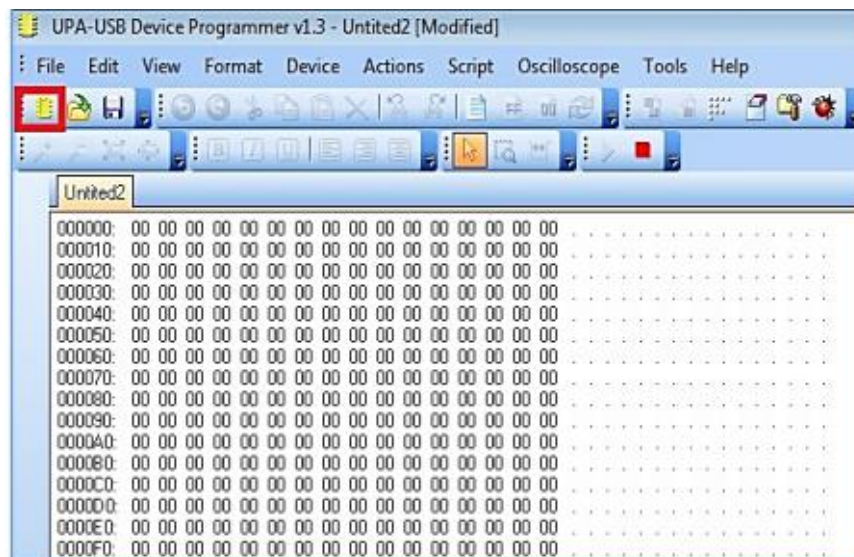 UPA-USB Device Programmer v1.3 - Untited2 [Modified]
File Edit View Format Device Actions Script Oscilloscope Tools Help
Untited2
000000: 00 00 00 00 00 00 00 00 00 00 00 00 00 00 00 00 . . . . . . . . . . . . . . . .
000010: 00 00 00 00 00 00 00 00 00 00 00 00 00 00 00 00 . . . . . . . . . . . . . . . .
000020: 00 00 00 00 00 00 00 00 00 00 00 00 00 00 00 00 . . . . . . . . . . . . . . . .
000030: 00 00 00 00 00 00 00 00 00 00 00 00 00 00 00 00 . . . . . . . . . . . . . . . .
000040: 00 00 00 00 00 00 00 00 00 00 00 00 00 00 00 00 . . . . . . . . . . . . . . . .
000050: 00 00 00 00 00 00 00 00 00 00 00 00 00 00 00 00 . . . . . . . . . . . . . . . .
000060: 00 00 00 00 00 00 00 00 00 00 00 00 00 00 00 00 . . . . . . . . . . . . . . . .
000070: 00 00 00 00 00 00 00 00 00 00 00 00 00 00 00 00 . . . . . . . . . . . . . . . .
000080: 00 00 00 00 00 00 00 00 00 00 00 00 00 00 00 00 . . . . . . . . . . . . . . . .
000090: 00 00 00 00 00 00 00 00 00 00 00 00 00 00 00 00 . . . . . . . . . . . . . . . .
0000A0: 00 00 00 00 00 00 00 00 00 00 00 00 00 00 00 00 . . . . . . . . . . . . . . . .
0000B0: 00 00 00 00 00 00 00 00 00 00 00 00 00 00 00 00 . . . . . . . . . . . . . . . .
0000C0: 00 00 00 00 00 00 00 00 00 00 00 00 00 00 00 00 . . . . . . . . . . . . . . . .
0000D0: 00 00 00 00 00 00 00 00 00 00 00 00 00 00 00 00 . . . . . . . . . . . . . . . .
0000E0: 00 00 00 00 00 00 00 00 00 00 00 00 00 00 00 00 . . . . . . . . . . . . . . . .
0000F0: 00 00 00 00 00 00 00 00 00 00 00 00 00 00 00 00 . . . . . . . . . . . . . . . .